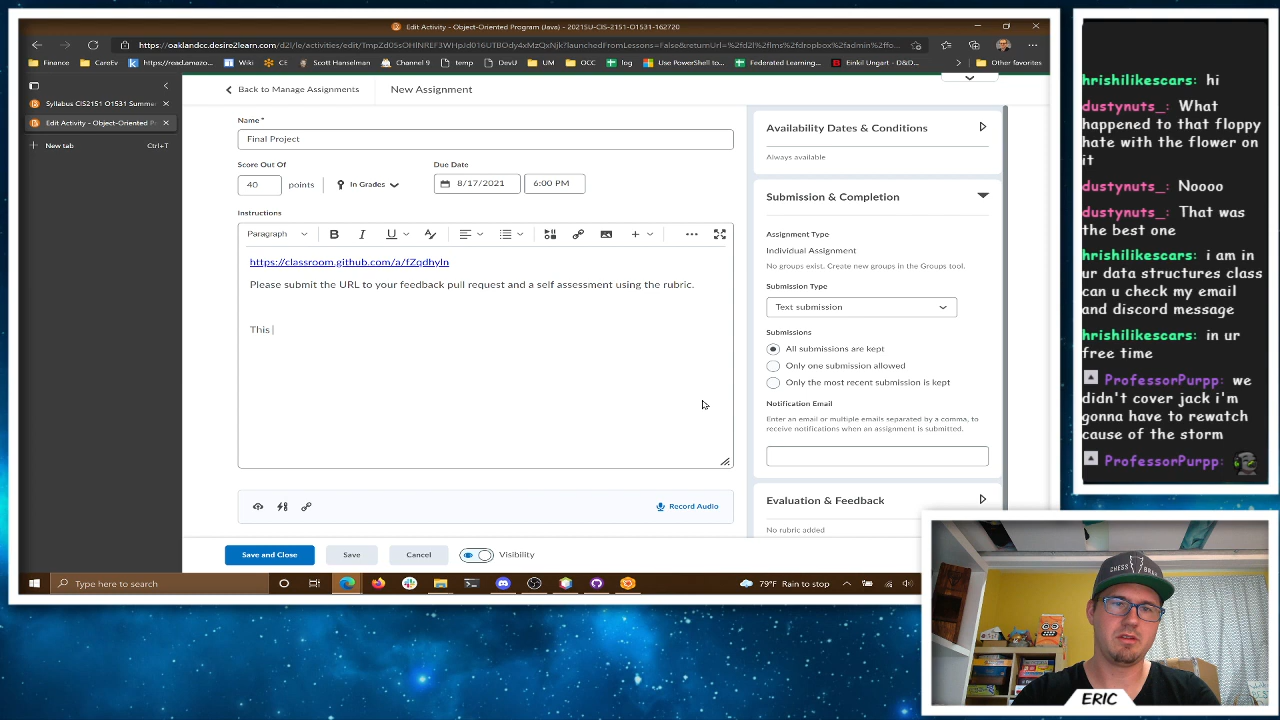 Edit Activity - Object-Oriented Program (Java) - 20215U-CIS-2151-O1531-162720
Finance
CareEv
https://read.amazo...
Wiki
CE
Scott Hanselman
Channel 9
temp
DevU
UM
OCC
log
Use PowerShell to...
Federated Learning...
Einkil Ungart - D&D...
Other favorites
Syllabus CIS2151 O1531 Summe
Edit Activity - Object-Oriented P
New tab
Ctrl+T
Back to Manage Assignments
New Assignment
Name *
Final Project
Score Out Of
Due Date
40
points
In Grades
8/17/2021
6:00 PM
Instructions
Paragraph
B
I
U
https://classroom.github.com/a/fZqdhyln
Please submit the URL to your feedback pull request and a self assessment using the rubric.
This
Record Audio
Save and Close
Save
Cancel
Visibility
Availability Dates & Conditions
Always available
Submission & Completion
Assignment Type
Individual Assignment
No groups exist. Create new groups in the Groups tool.
Submission Type
Text submission
Submissions
All submissions are kept
Only one submission allowed
Only the most recent submission is kept
Notification Email
Enter an email or multiple emails separated by a comma, to
receive notifications when an assignment is submitted.
Evaluation & Feedback
No rubric added
Type here to search
79°F Rain to stop
hrishilikescars: hi
dustynuts_: What
happened to that floppy
hate with the flower on
it
dustynuts_: Noooo
dustynuts_: That was
the best one
hrishilikescars: i am in
ur data structures class
can u check my email
and discord message
hrishilikescars: in ur
free time
ProfessorPurpp: we
didn't cover jack i'm
gonna have to rewatch
cause of the storm
ProfessorPurpp:
ERIC